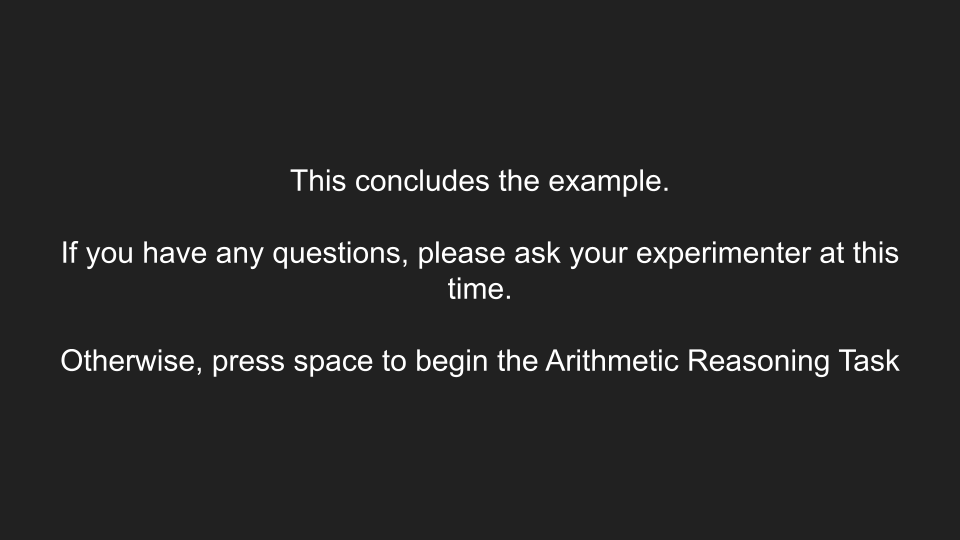 This concludes the example.
If you have any questions, please ask your experimenter at this
time.
Otherwise, press space to begin the Arithmetic Reasoning Task